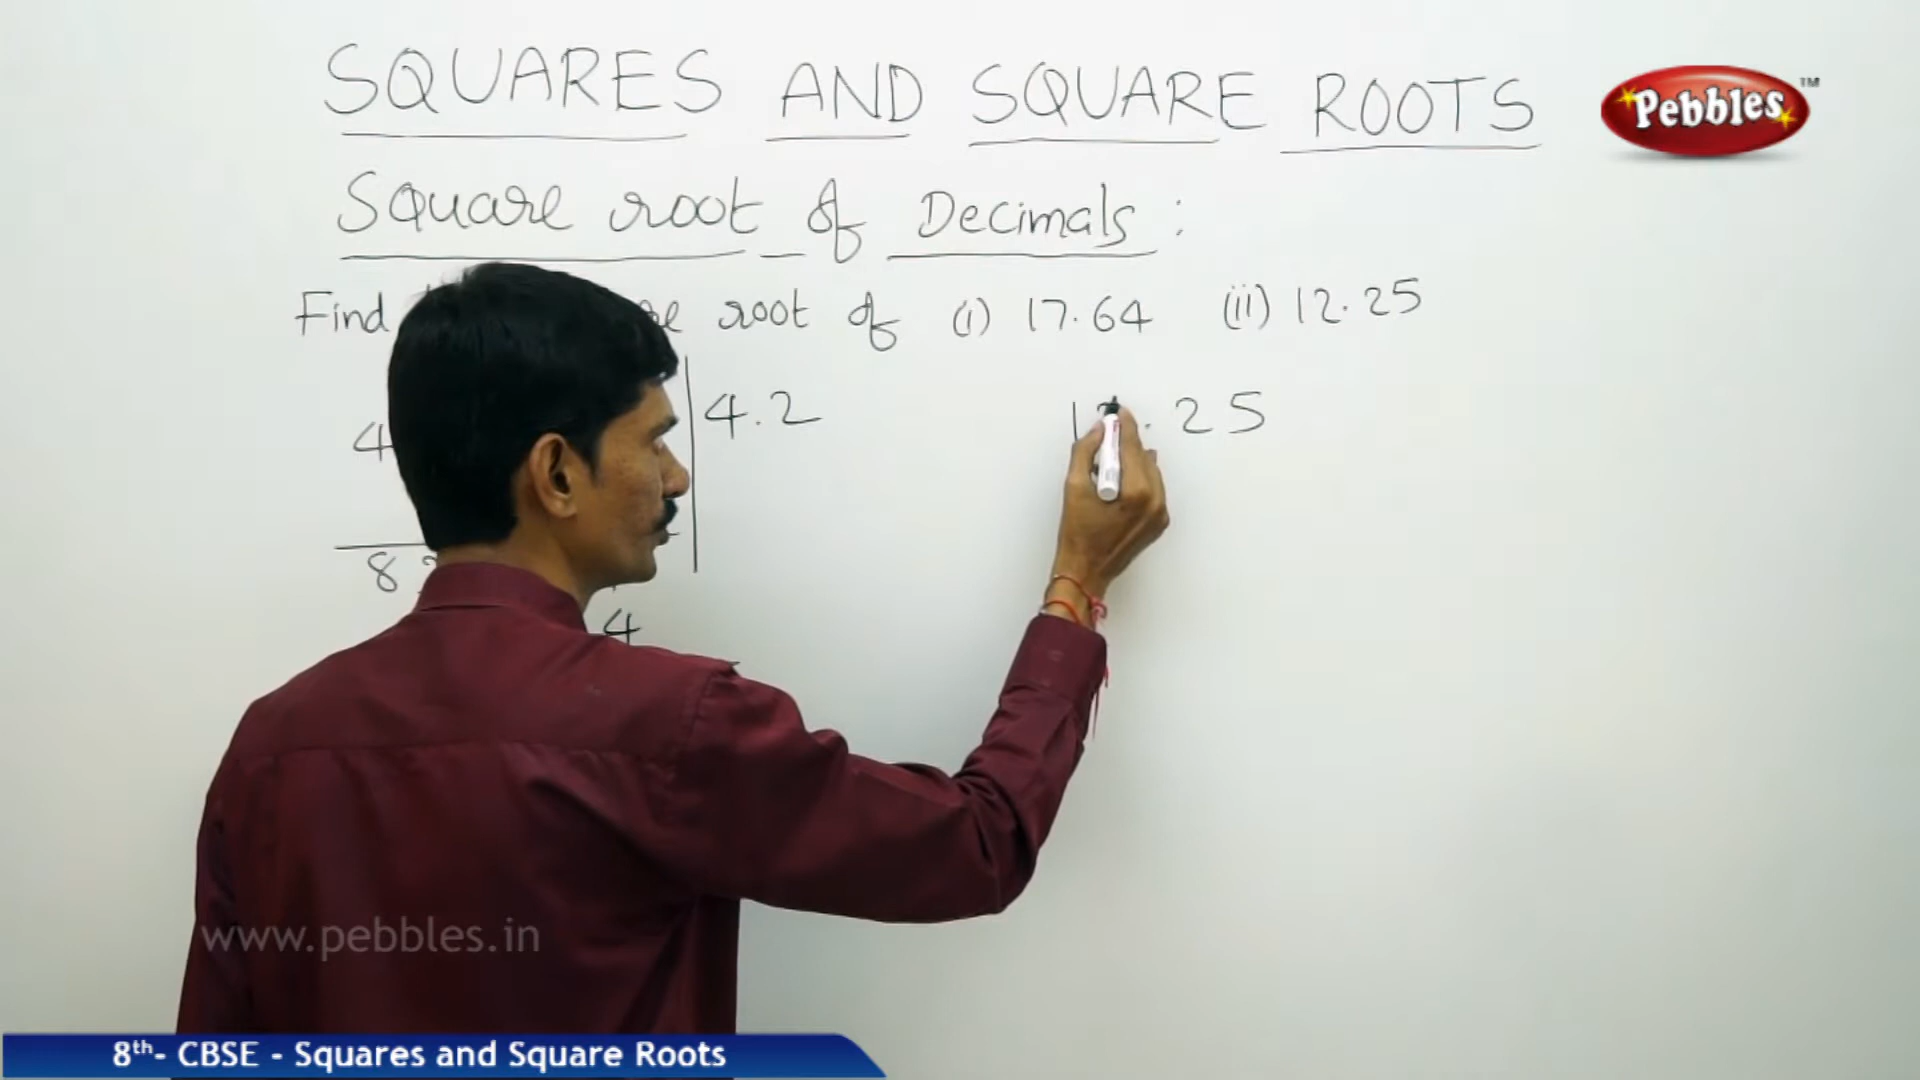 SQUARES AND SQUARE ROOTS
Pebbles™
Square root of Decimals :
Find root of (i) 17.64 (ii) 12.25
4 4.2 .25
8
4
www.pebbles.in
8th- CBSE - Squares and Square Roots